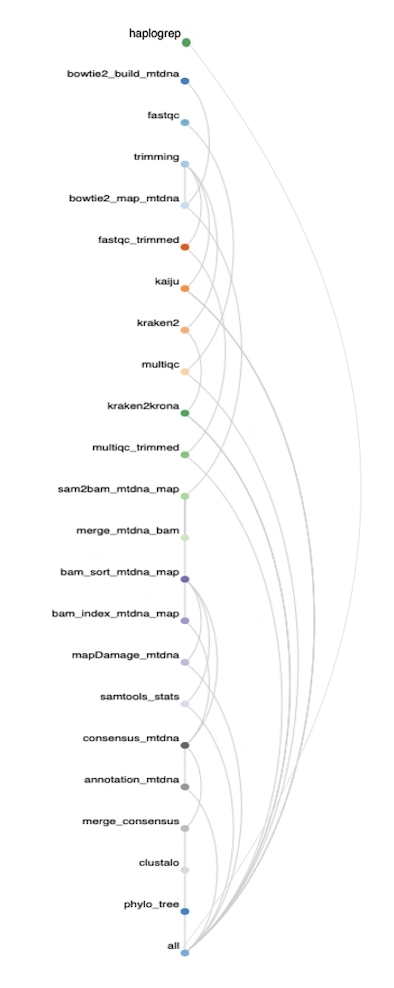 haplogrep
bowtie2_build_mtdna
fastqc
trimming
bowtie2_map_mtdna
fastqc_trimmed
kaiju
kraken2
multiqc
kraken2krona
multiqc_trimmed
sam2bam_mtdna_map
merge_mtdna_bam
bam_sort_mtdna_map
bam_index_mtdna_map
mapDamage_mtdna
samtools_stats
consensus_mtdna
annotation_mtdna
merge_consensus
clustalo
phylo_tree
all